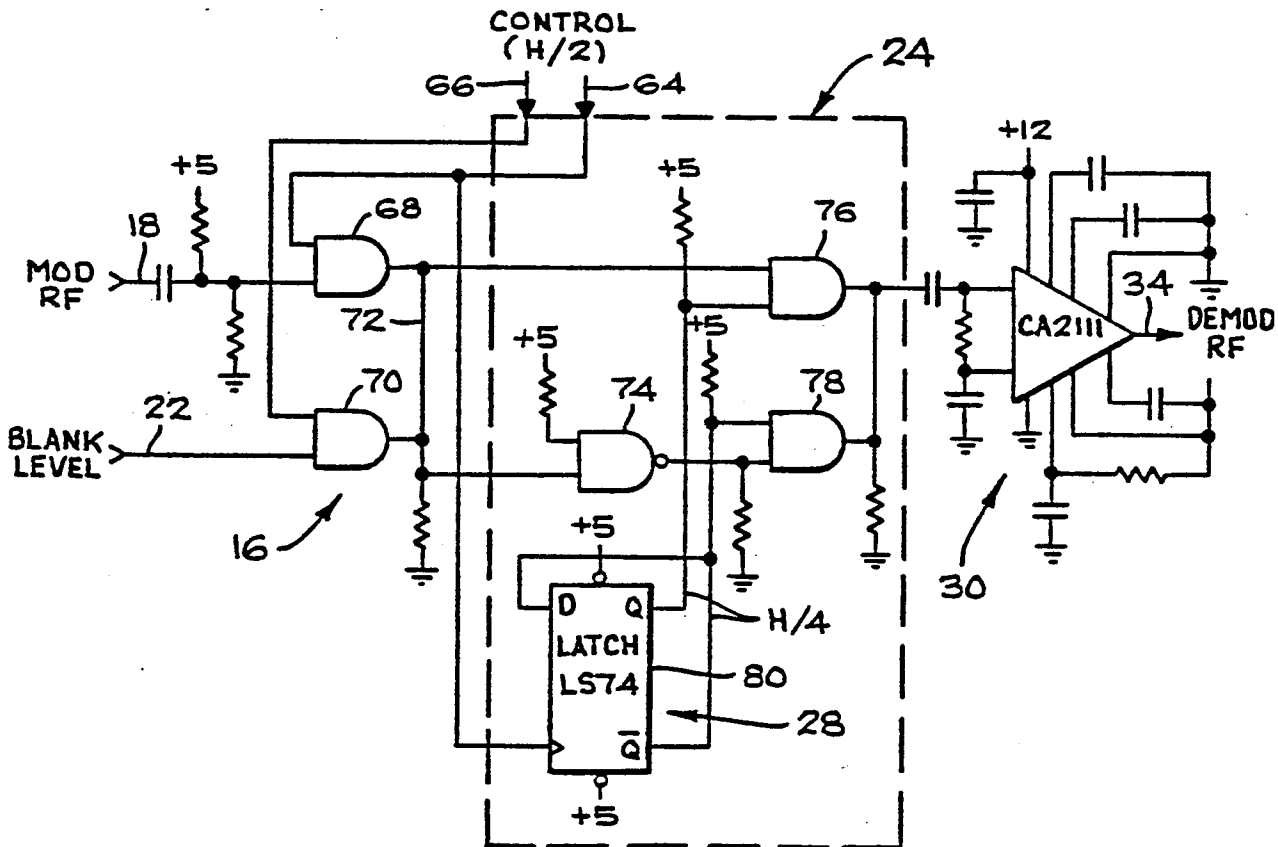 CONTROL
(H/2)
66
64
24
+12
+5
+5
18
68
76
MOD
RF
72
+5
+5
CA2111
34
DEMOD
RF
70
74
78
BLANK
LEVEL
22
16
+5
30
D Q
H/4
LATCH
LS74
80
28
Q̅
+5